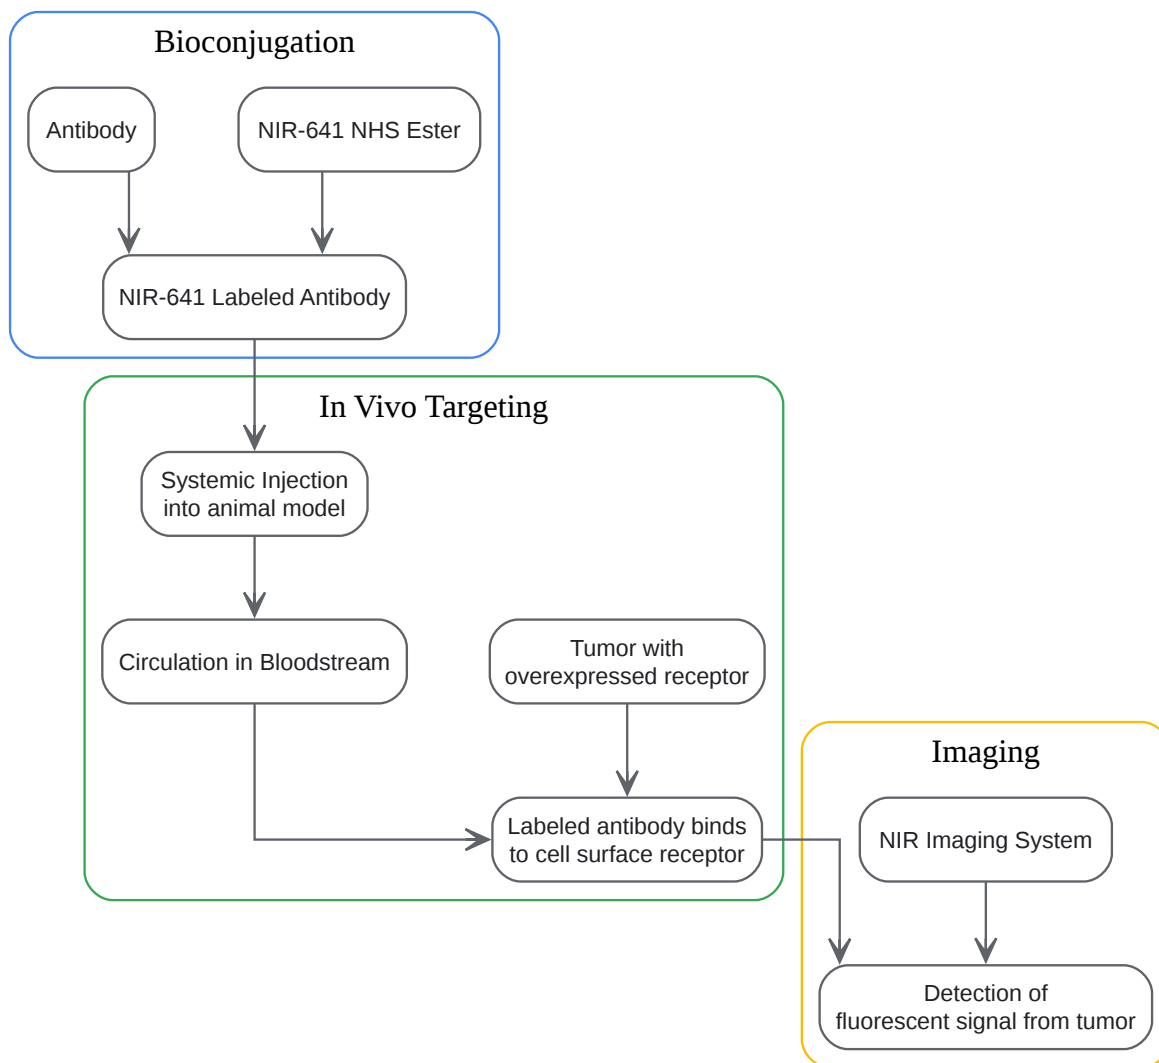 Bioconjugation
Antibody
NIR-641 NHS Ester
NIR-641 Labeled Antibody
In Vivo Targeting
Systemic Injection
into animal model
Circulation in Bloodstream
Tumor with
overexpressed receptor
Labeled antibody binds
to cell surface receptor
Imaging
NIR Imaging System
Detection of
fluorescent signal from tumor